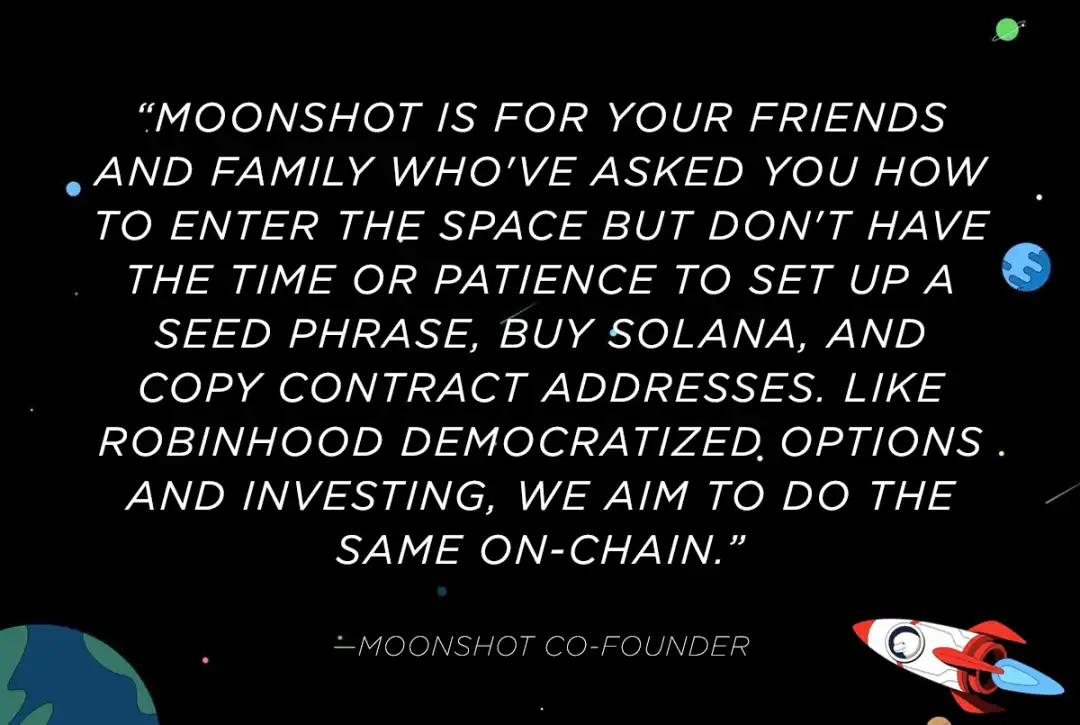 “MOONSHOT IS FOR YOUR FRIENDS
AND FAMILY WHO'VE ASKED YOU HOW
TO ENTER THE SPACE BUT DON'T HAVE
THE TIME OR PATIENCE TO SET UP A
SEED PHRASE, BUY SOLANA, AND
COPY CONTRACT ADDRESSES. LIKE
ROBINHOOD DEMOCRATIZED OPTIONS
AND INVESTING, WE AIM TO DO THE
SAME ON-CHAIN.”
—MOONSHOT CO-FOUNDER